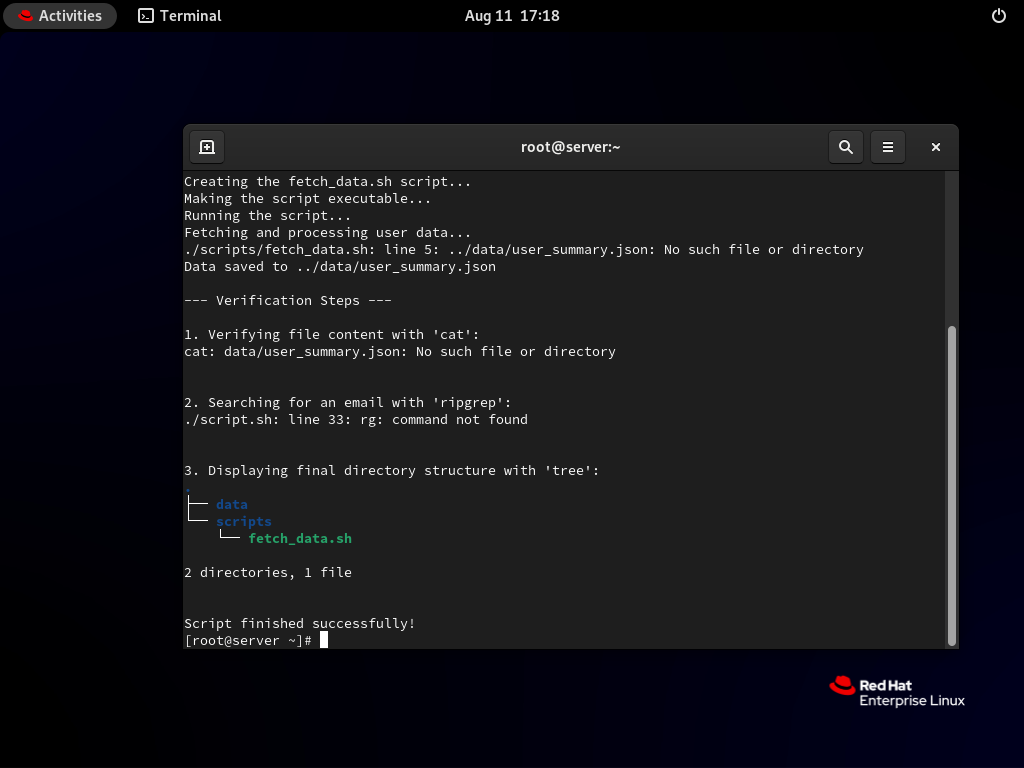 Activities
Terminal
Aug 11 17:18
root@server:~
Creating the fetch_data.sh script...
Making the script executable...
Running the script...
Fetching and processing user data...
./scripts/fetch_data.sh: line 5: ../data/user_summary.json: No such file or directory
Data saved to ../data/user_summary.json
--- Verification Steps ---
1. Verifying file content with 'cat':
cat: data/user_summary.json: No such file or directory
2. Searching for an email with 'ripgrep':
./script.sh: line 33: rg: command not found
3. Displaying final directory structure with 'tree':
.
├── data
└── scripts
    └── fetch_data.sh
2 directories, 1 file
Script finished successfully!
[root@server ~]#
Red Hat
Enterprise Linux